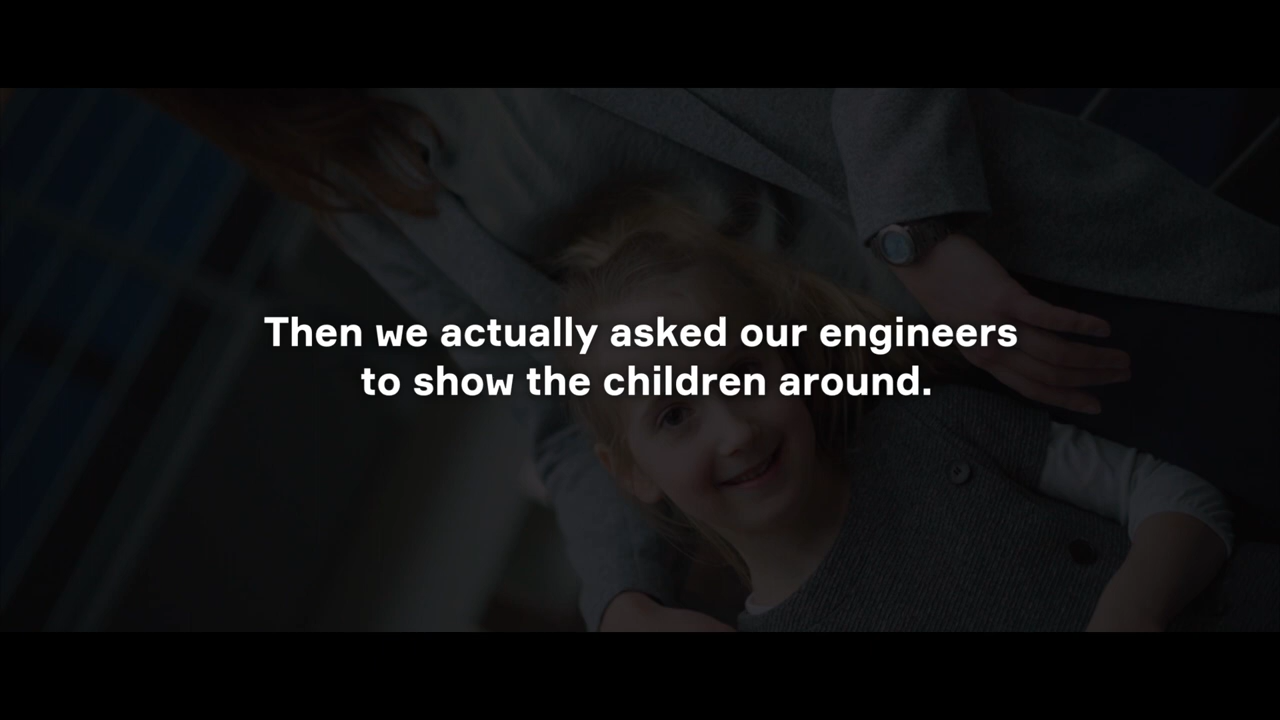 Then we actually asked our engineers
to show the children around.